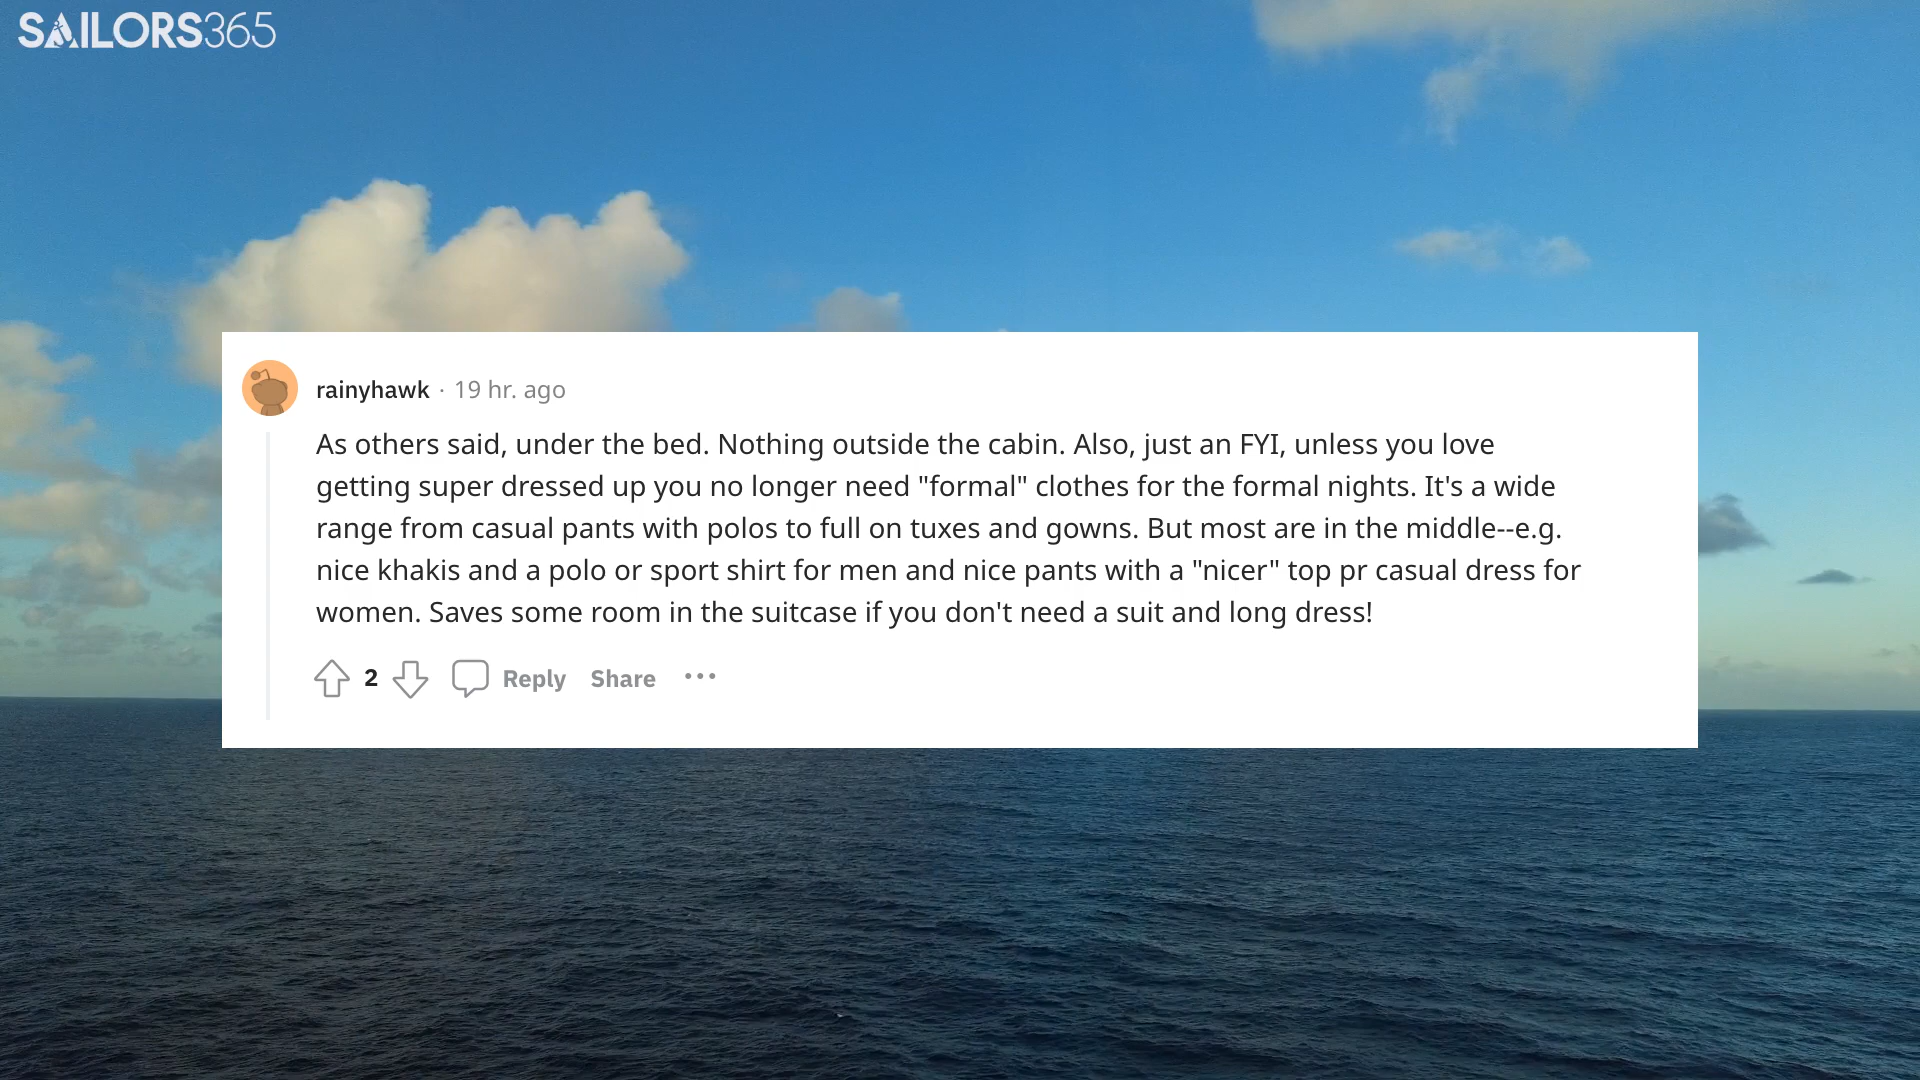 SAILORS365
rainyhawk · 19 hr. ago
As others said, under the bed. Nothing outside the cabin. Also, just an FYI, unless you love
getting super dressed up you no longer need "formal" clothes for the formal nights. It's a wide
range from casual pants with polos to full on tuxes and gowns. But most are in the middle--e.g.
nice khakis and a polo or sport shirt for men and nice pants with a "nicer" top pr casual dress for
women. Saves some room in the suitcase if you don't need a suit and long dress!
2 Reply Share ···